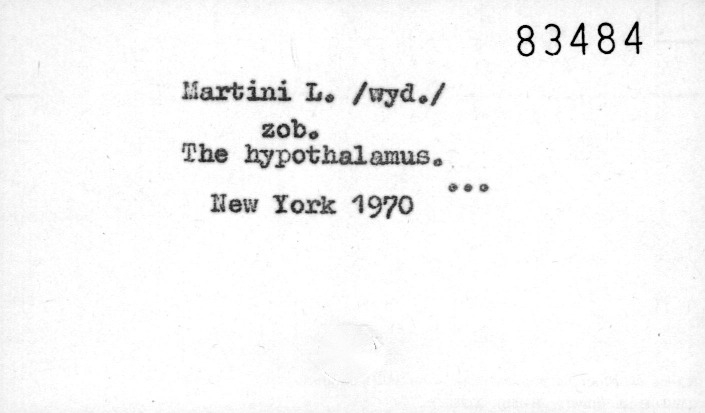 83484
Martini L. /wyd./
zob.
The hypothalamus.
...
New York 1970